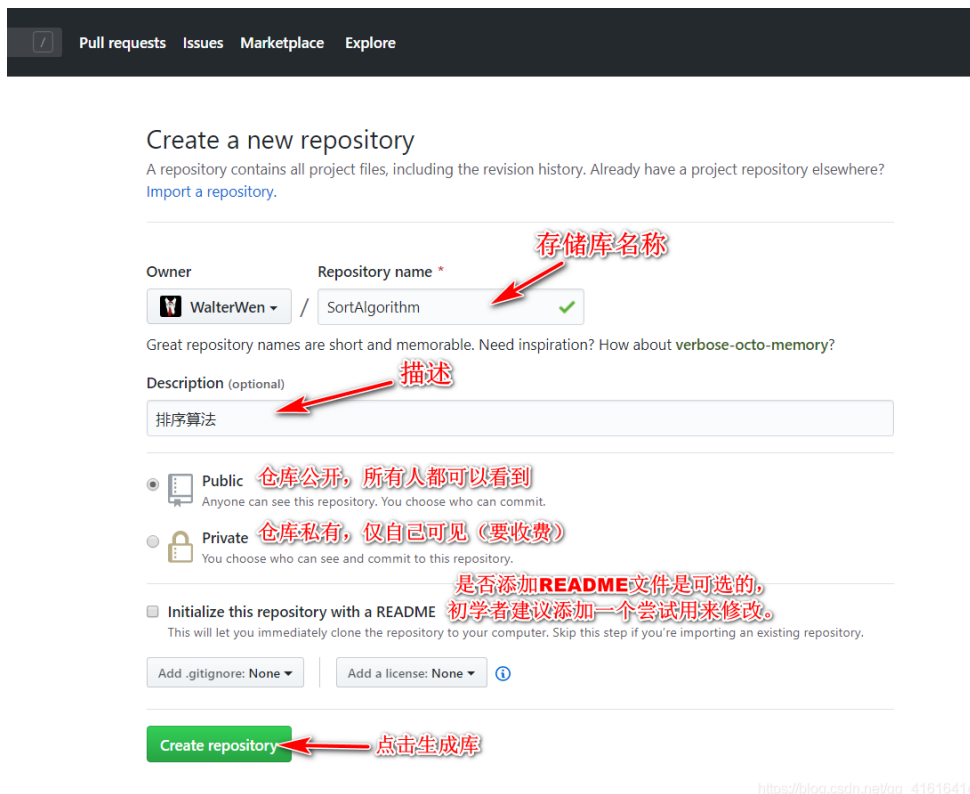 / Pull requests Issues Marketplace Explore
Create a new repository
A repository contains all project files, including the revision history. Already have a project repository elsewhere?
Import a repository.
存储库名称
Owner Repository name *
WalterWen / SortAlgorithm
Great repository names are short and memorable. Need inspiration? How about verbose-octo-memory?
描述
Description (optional)
排序算法
Public 仓库公开，所有人都可以看到
Anyone can see this repository. You choose who can commit.
Private 仓库私有，仅自己可见（要收费）
You choose who can see and commit to this repository.
是否添加README文件是可选的，
Initialize this repository with a README 初学者建议添加一个尝试用来修改。
This will let you immediately clone the repository to your computer. Skip this step if you're importing an existing repository.
Add .gitignore: None Add a license: None
Create repository 点击生成库
https://blog.csdn.net/qq_4161641